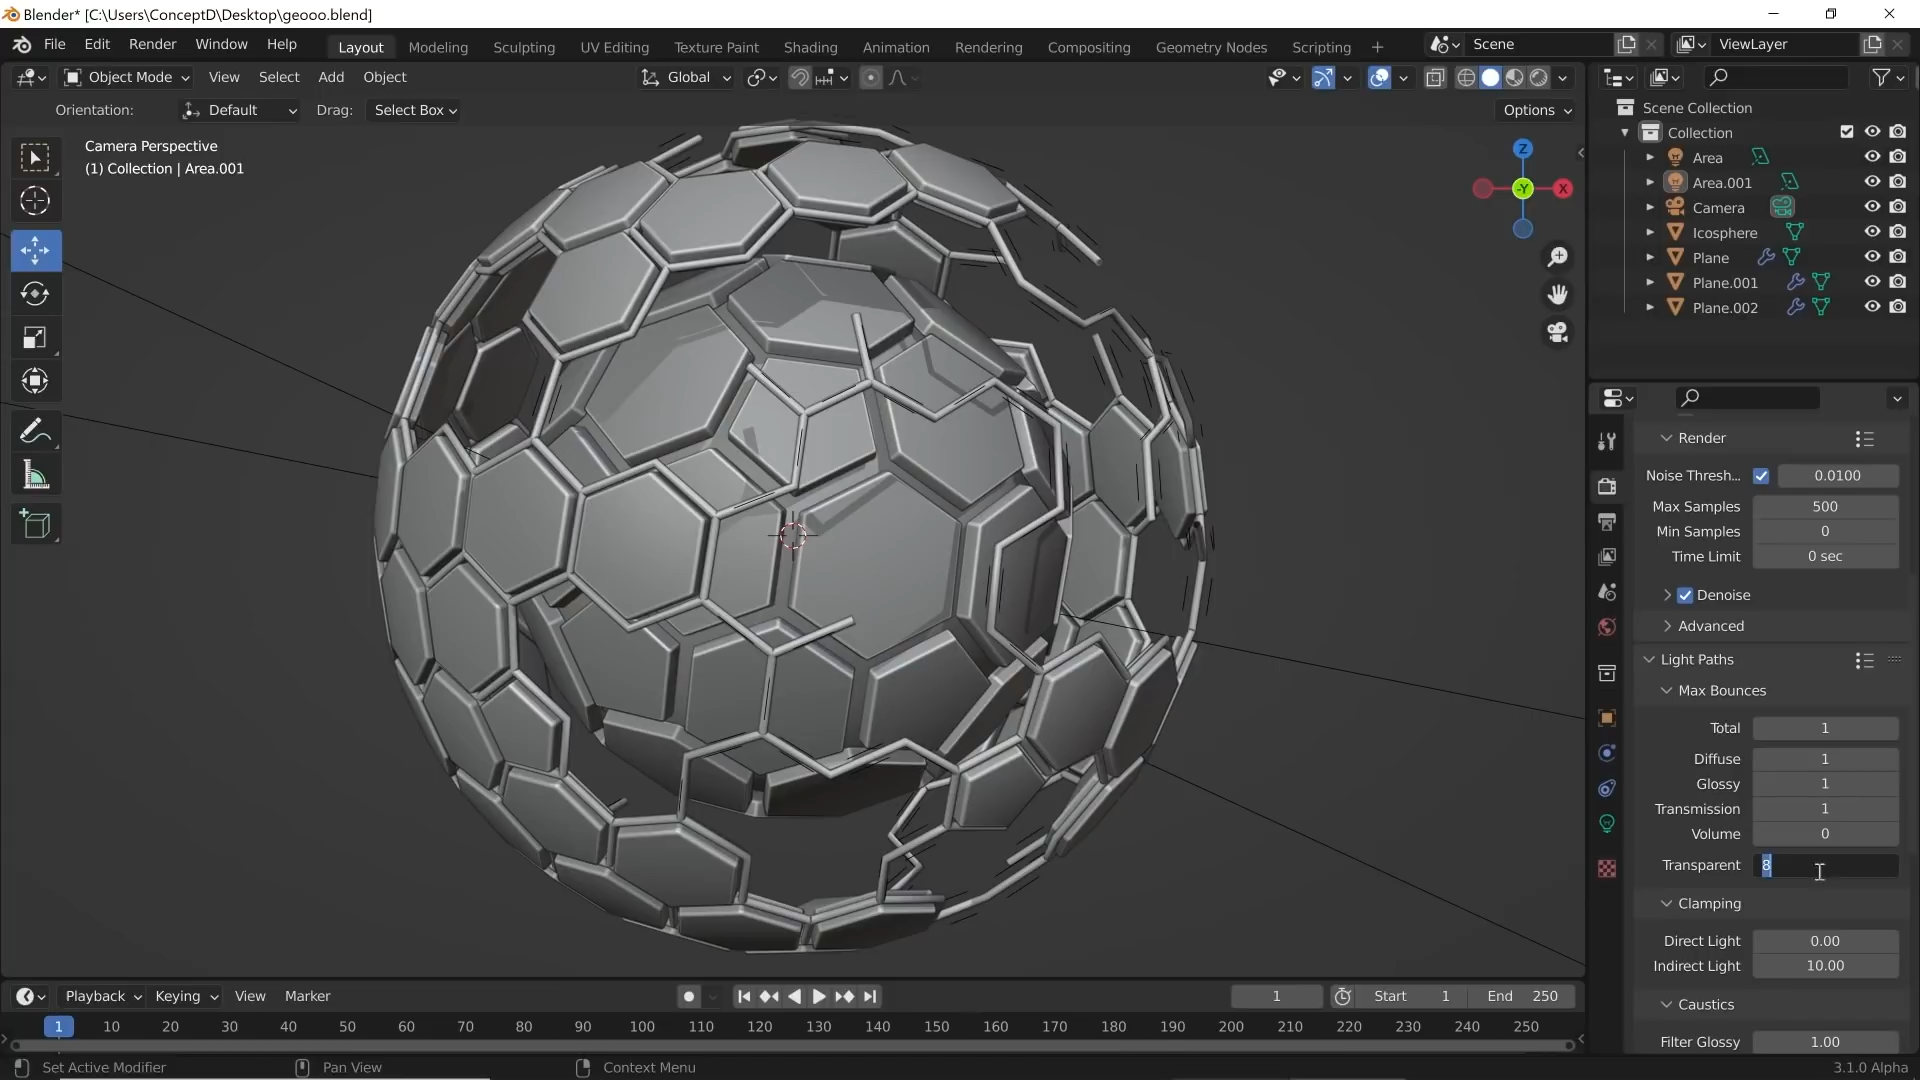 Blender* [C:\Users\ConceptD\Desktop\geooo.blend]
File Edit Render Window Help Layout Modeling Sculpting UV Editing Texture Paint Shading Animation Rendering Compositing Geometry Nodes Scripting + Scene ViewLayer
Object Mode View Select Add Object Global
Orientation: Default Drag: Select Box Options
Camera Perspective
(1) Collection | Area.001
Z
-Y X
Scene Collection
Collection
Area
Area.001
Camera
Icosphere
Plane
Plane.001
Plane.002
Render
Noise Thresh... 0.0100
Max Samples 500
Min Samples 0
Time Limit 0 sec
Denoise
Advanced
Light Paths
Max Bounces
Total 1
Diffuse 1
Glossy 1
Transmission 1
Volume 0
Transparent 8
Clamping
Direct Light 0.00
Indirect Light 10.00
Caustics
Filter Glossy 1.00
Playback Keying View Marker 1 Start 1 End 250
1 10 20 30 40 50 60 70 80 90 100 110 120 130 140 150 160 170 180 190 200 210 220 230 240 250
Set Active Modifier Pan View Context Menu 3.1.0 Alpha